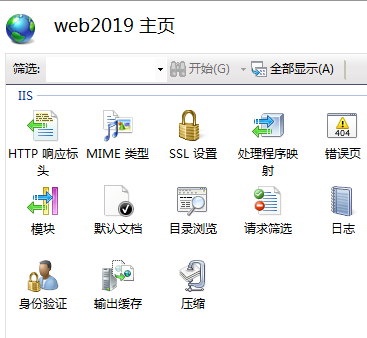 web2019 主页
筛选: 开始(G) 全部显示(A)
IIS
HTTP 响应标头 MIME 类型 SSL 设置 处理程序映射 错误页
404
模块 默认文档 目录浏览 请求筛选 日志
身份验证 输出缓存 压缩